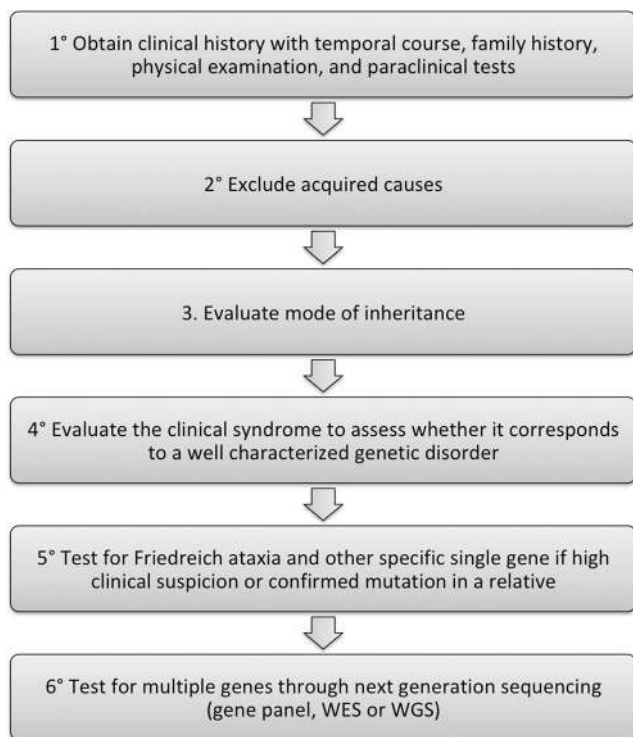 1° Obtain clinical history with temporal course, family history,
physical examination, and paraclinical tests
2° Exclude acquired causes
3. Evaluate mode of inheritance
4° Evaluate the clinical syndrome to assess whether it corresponds
to a well characterized genetic disorder
5° Test for Friedreich ataxia and other specific single gene if high
clinical suspicion or confirmed mutation in a relative
6° Test for multiple genes through next generation sequencing
(gene panel, WES or WGS)